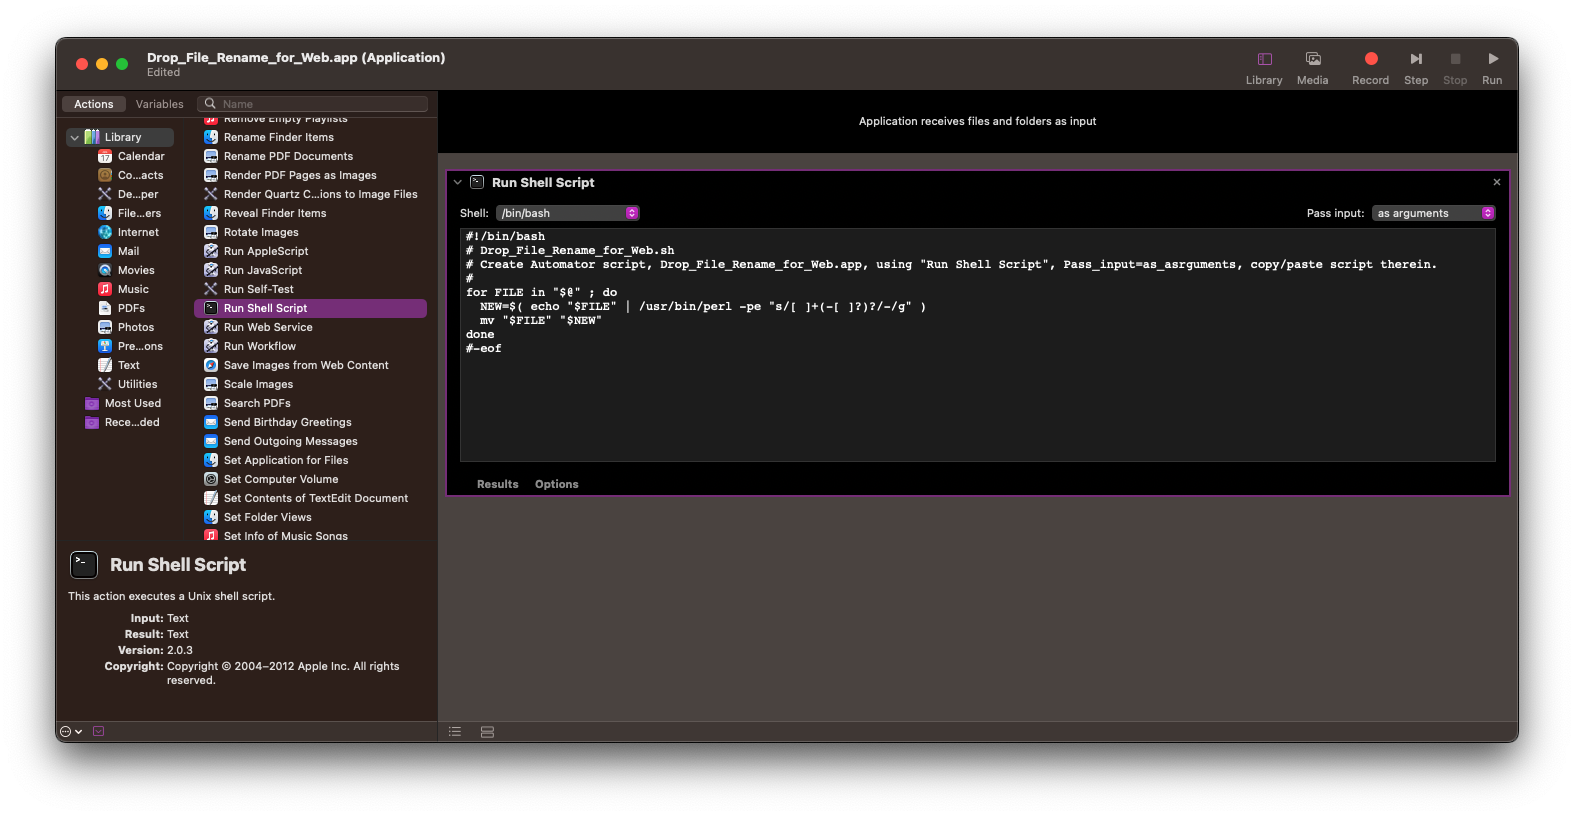 Drop_File_Rename_for_Web.app (Application)
Edited
Library
Media
Record
Step
Stop
Run
Actions
Variables
Name
Library
Calendar
Co...acts
De...per
File...ers
Internet
Mail
Movies
Music
PDFs
Photos
Pre...ons
Text
Utilities
Most Used
Rece...ded
Remove Empty Playlists
Rename Finder Items
Rename PDF Documents
Render PDF Pages as Images
Render Quartz C...ions to Image Files
Reveal Finder Items
Rotate Images
Run AppleScript
Run JavaScript
Run Self-Test
Run Shell Script
Run Web Service
Run Workflow
Save Images from Web Content
Scale Images
Search PDFs
Send Birthday Greetings
Send Outgoing Messages
Set Application for Files
Set Computer Volume
Set Contents of TextEdit Document
Set Folder Views
Set Info of Music Songs
Run Shell Script
This action executes a Unix shell script.
Input: Text
Result: Text
Version: 2.0.3
Copyright: Copyright © 2004–2012 Apple Inc. All rights
reserved.
Application receives files and folders as input
Run Shell Script
Shell: /bin/bash
Pass input: as arguments
#!/bin/bash
# Drop_File_Rename_for_Web.sh
# Create Automator script, Drop_File_Rename_for_Web.app, using "Run Shell Script", Pass_input=as_asrguments, copy/paste script therein.
#
for FILE in "$@" ; do
  NEW=$( echo "$FILE" | /usr/bin/perl -pe "s/[ ]+(-[ ]?)?/-/g" )
  mv "$FILE" "$NEW"
done
#-eof
Results
Options